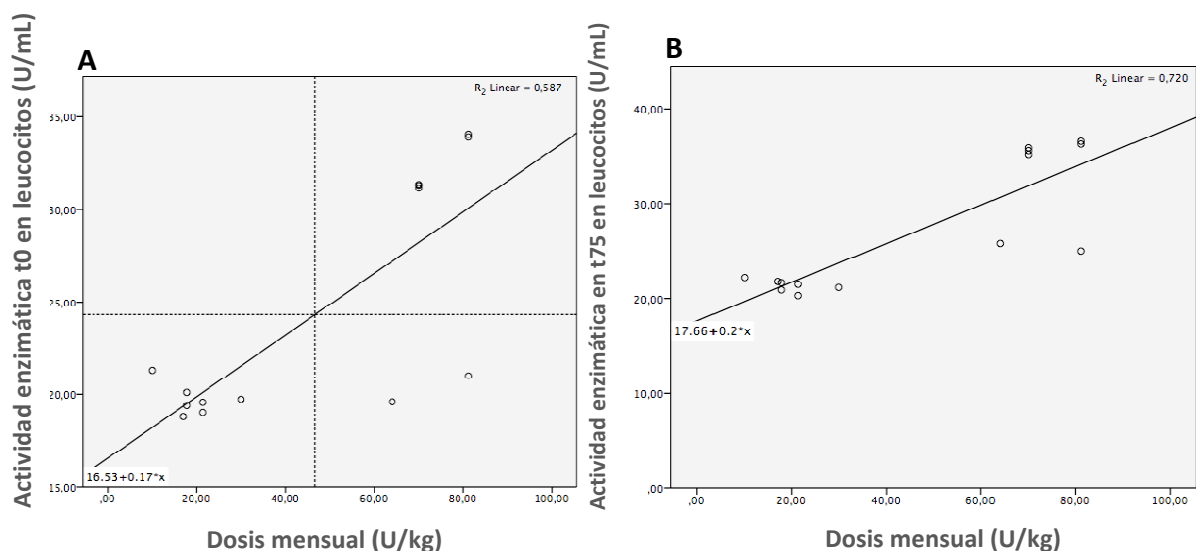 A
Actividad enzimática t0 en leucocitos (U/mL)
R2 Linear = 0,587
35,00
30,00
25,00
20,00
15,00
16.53+0.17*x
,00
20,00
40,00
60,00
80,00
100,00
Dosis mensual (U/kg)
B
Actividad enzimática en t75 en leucocitos (U/mL)
R2 Linear = 0,720
40,00
30,00
20,00
10,00
,00
17.66+0.2*x
,00
20,00
40,00
60,00
80,00
100,00
Dosis mensual (U/kg)